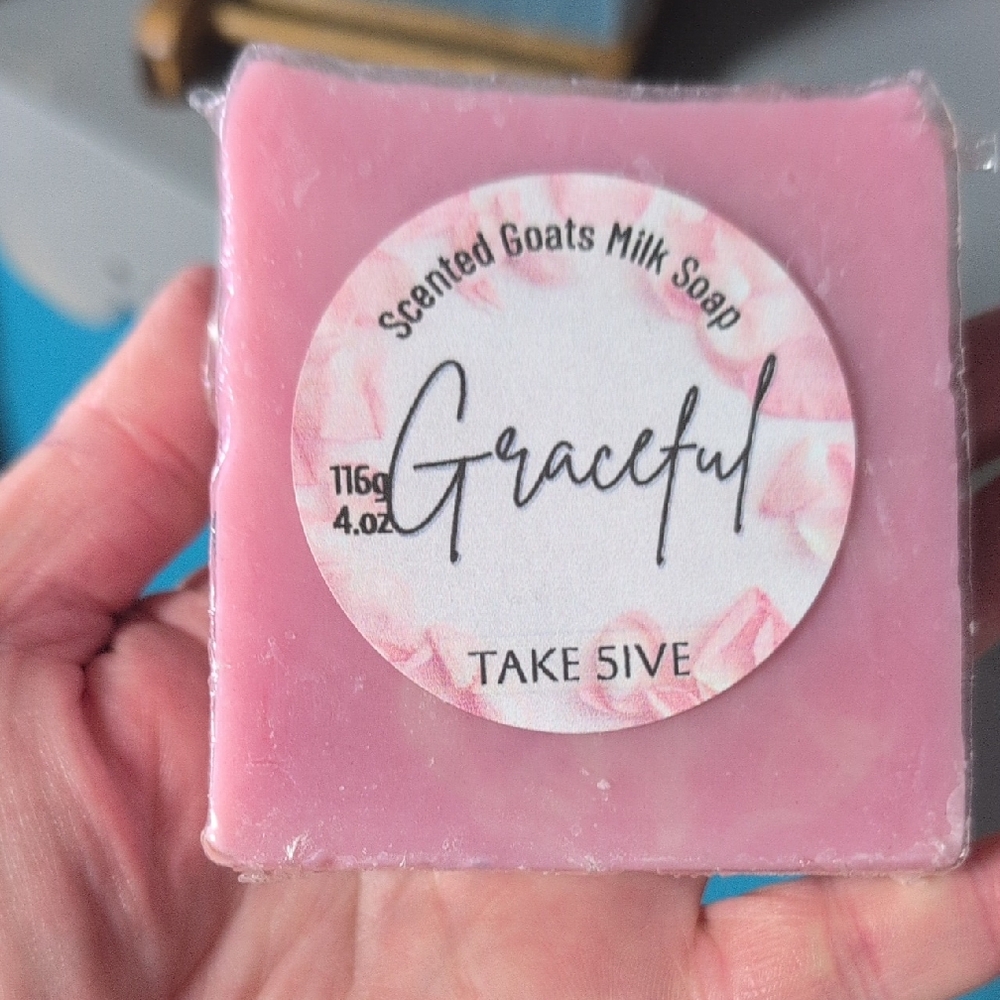 Scented Goats Milk Soap
Graceful
116g
4.oz
TAKE 5IVE